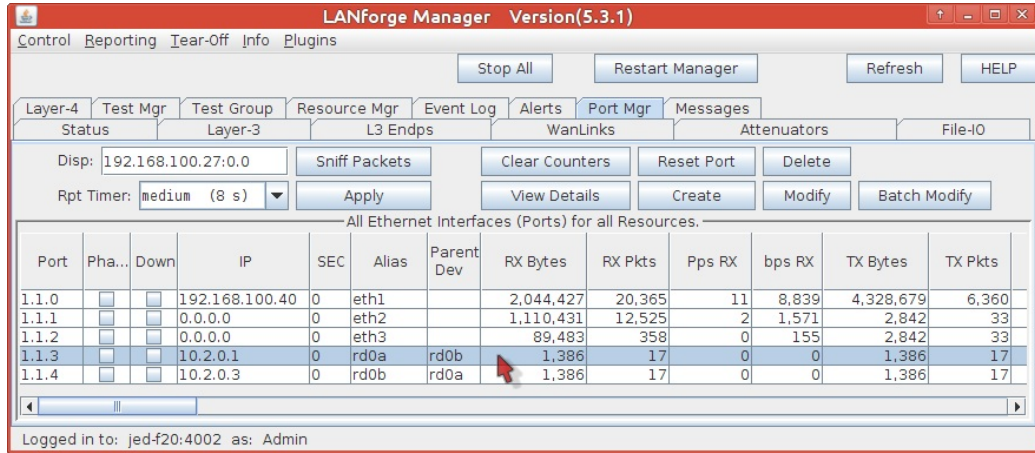 LANforge Manager Version(5.3.1)
Control Reporting Tear-Off Info Plugins
Stop All Restart Manager Refresh HELP
Layer-4 Test Mgr Test Group Resource Mgr Event Log Alerts Port Mgr Messages
Status Layer-3 L3 Endps WanLinks Attenuators File-IO
Disp: 192.168.100.27:0.0 Sniff Packets Clear Counters Reset Port Delete
Rpt Timer: medium (8 s) Apply View Details Create Modify Batch Modify
All Ethernet Interfaces (Ports) for all Resources.
Port Pha... Down IP SEC Alias Parent Dev RX Bytes RX Pkts Pps RX bps RX TX Bytes TX Pkts
1.1.0 192.168.100.40 0 eth1 2,044,427 20,365 11 8,839 4,328,679 6,360
1.1.1 0.0.0.0 0 eth2 1,110,431 12,525 2 1,571 2,842 33
1.1.2 0.0.0.0 0 eth3 89,483 358 0 155 2,842 33
1.1.3 10.2.0.1 0 rd0a rd0b 1,386 17 0 0 1,386 17
1.1.4 10.2.0.3 0 rd0b rd0a 1,386 17 0 0 1,386 17
Logged in to: jed-f20:4002 as: Admin